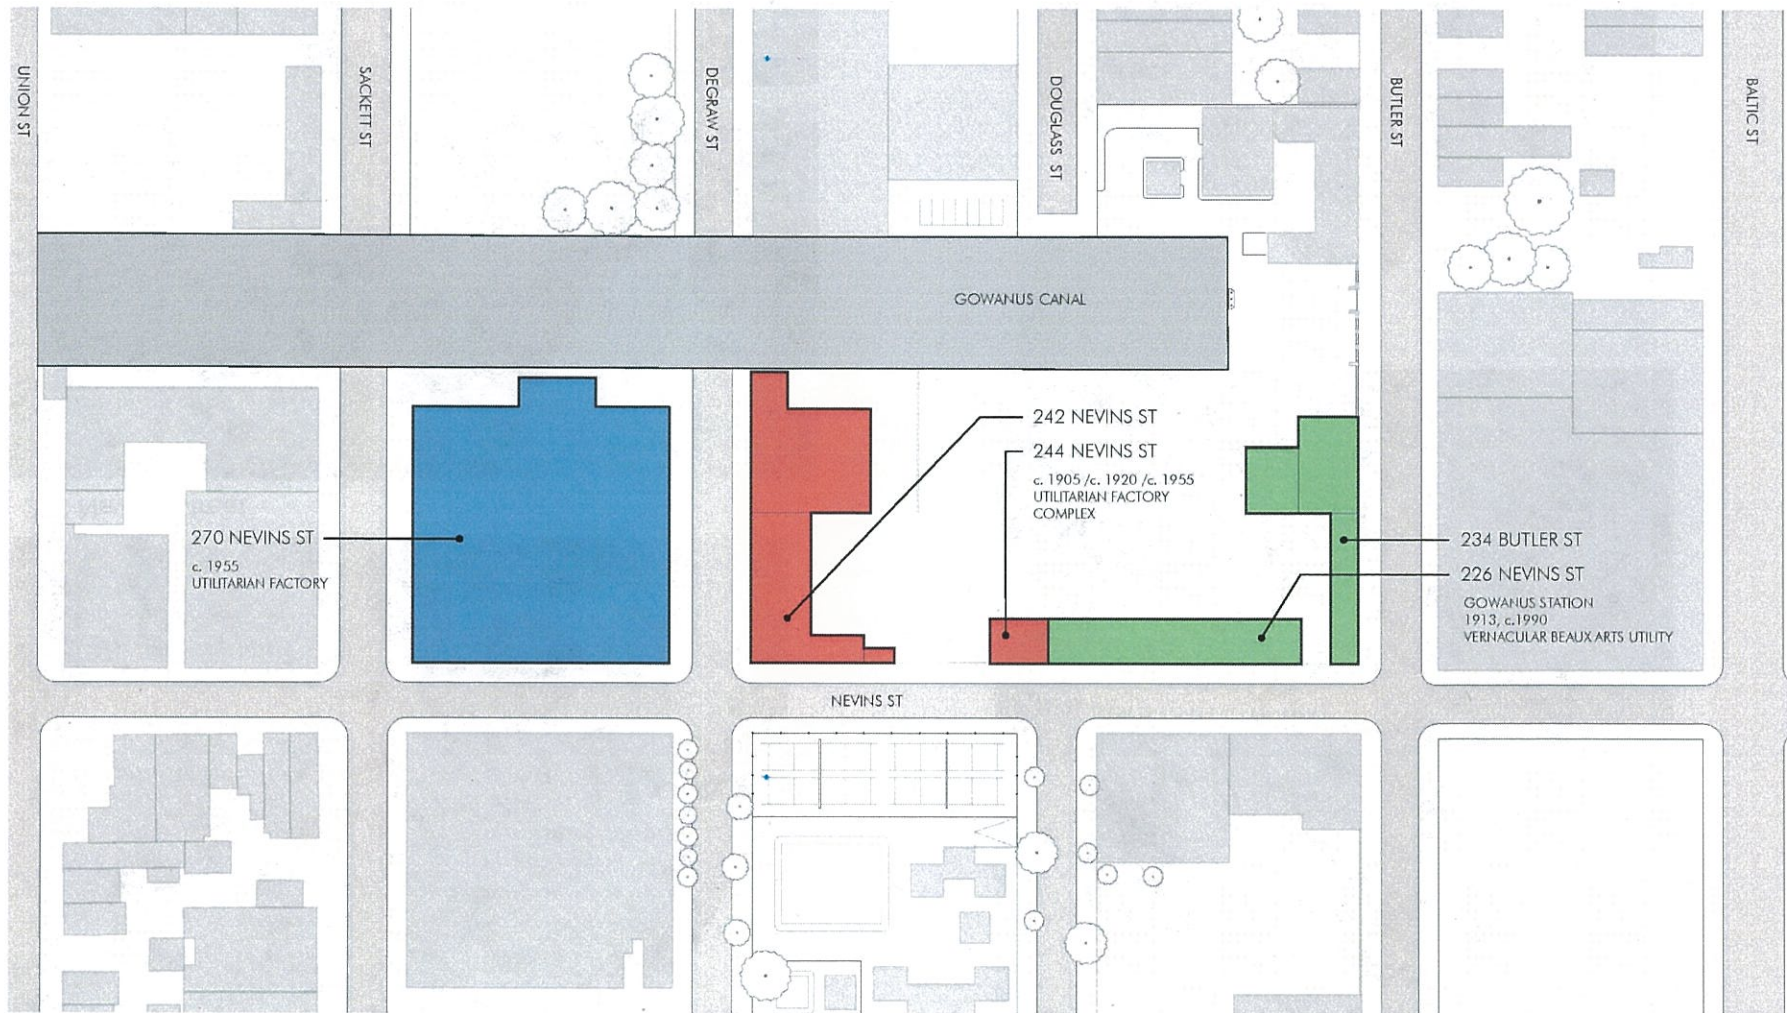 UNION ST
SACKETT ST
DEGRAW ST
DOUGLASS ST
BUTLER ST
BALTIC ST
GOWANUS CANAL
242 NEVINS ST
244 NEVINS ST
c. 1905 /c. 1920 /c. 1955
UTILITARIAN FACTORY
COMPLEX
270 NEVINS ST
c. 1955
UTILITARIAN FACTORY
234 BUTLER ST
226 NEVINS ST
GOWANUS STATION
1913, c.1990
VERNACULAR BEAUX ARTS UTILITY
NEVINS ST